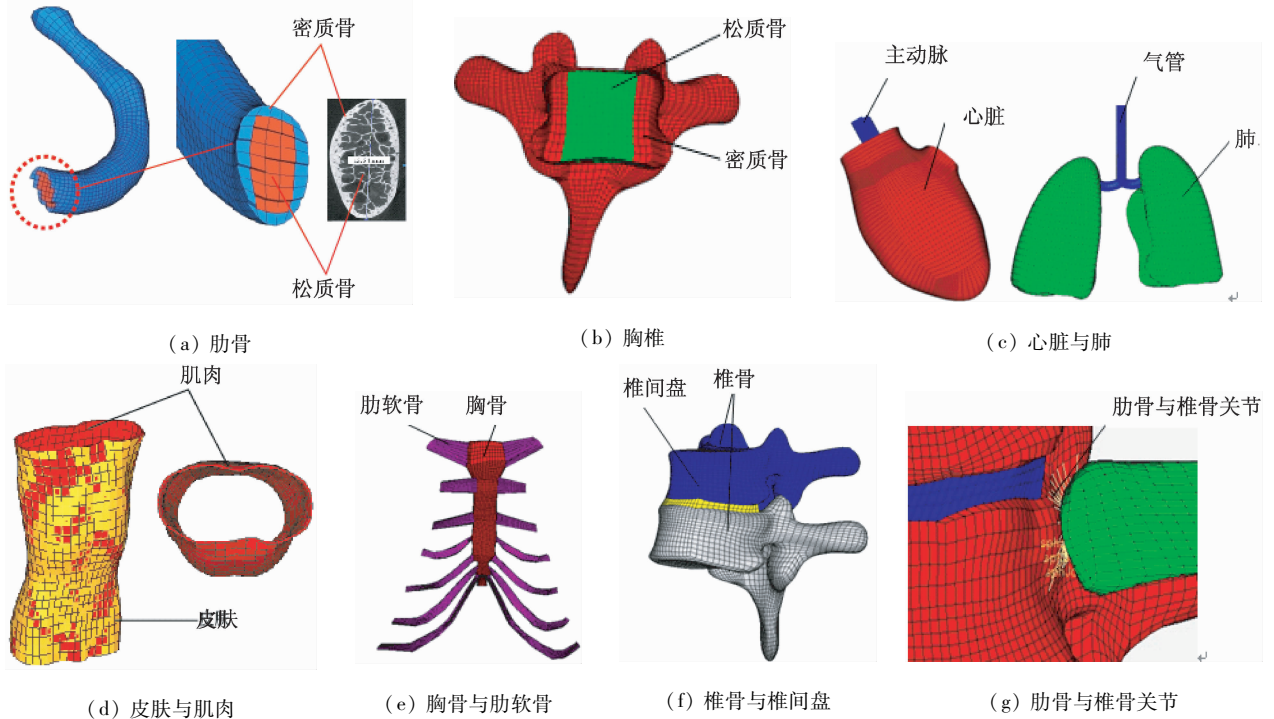 密质骨
松质骨
(a) 肋骨
松质骨
密质骨
(b) 胸椎
主动脉
心脏
气管
肺
(c) 心脏与肺
肌肉
皮肤
(d) 皮肤与肌肉
肋软骨
胸骨
(e) 胸骨与肋软骨
椎间盘
椎骨
(f) 椎骨与椎间盘
肋骨与椎骨关节
(g) 肋骨与椎骨关节